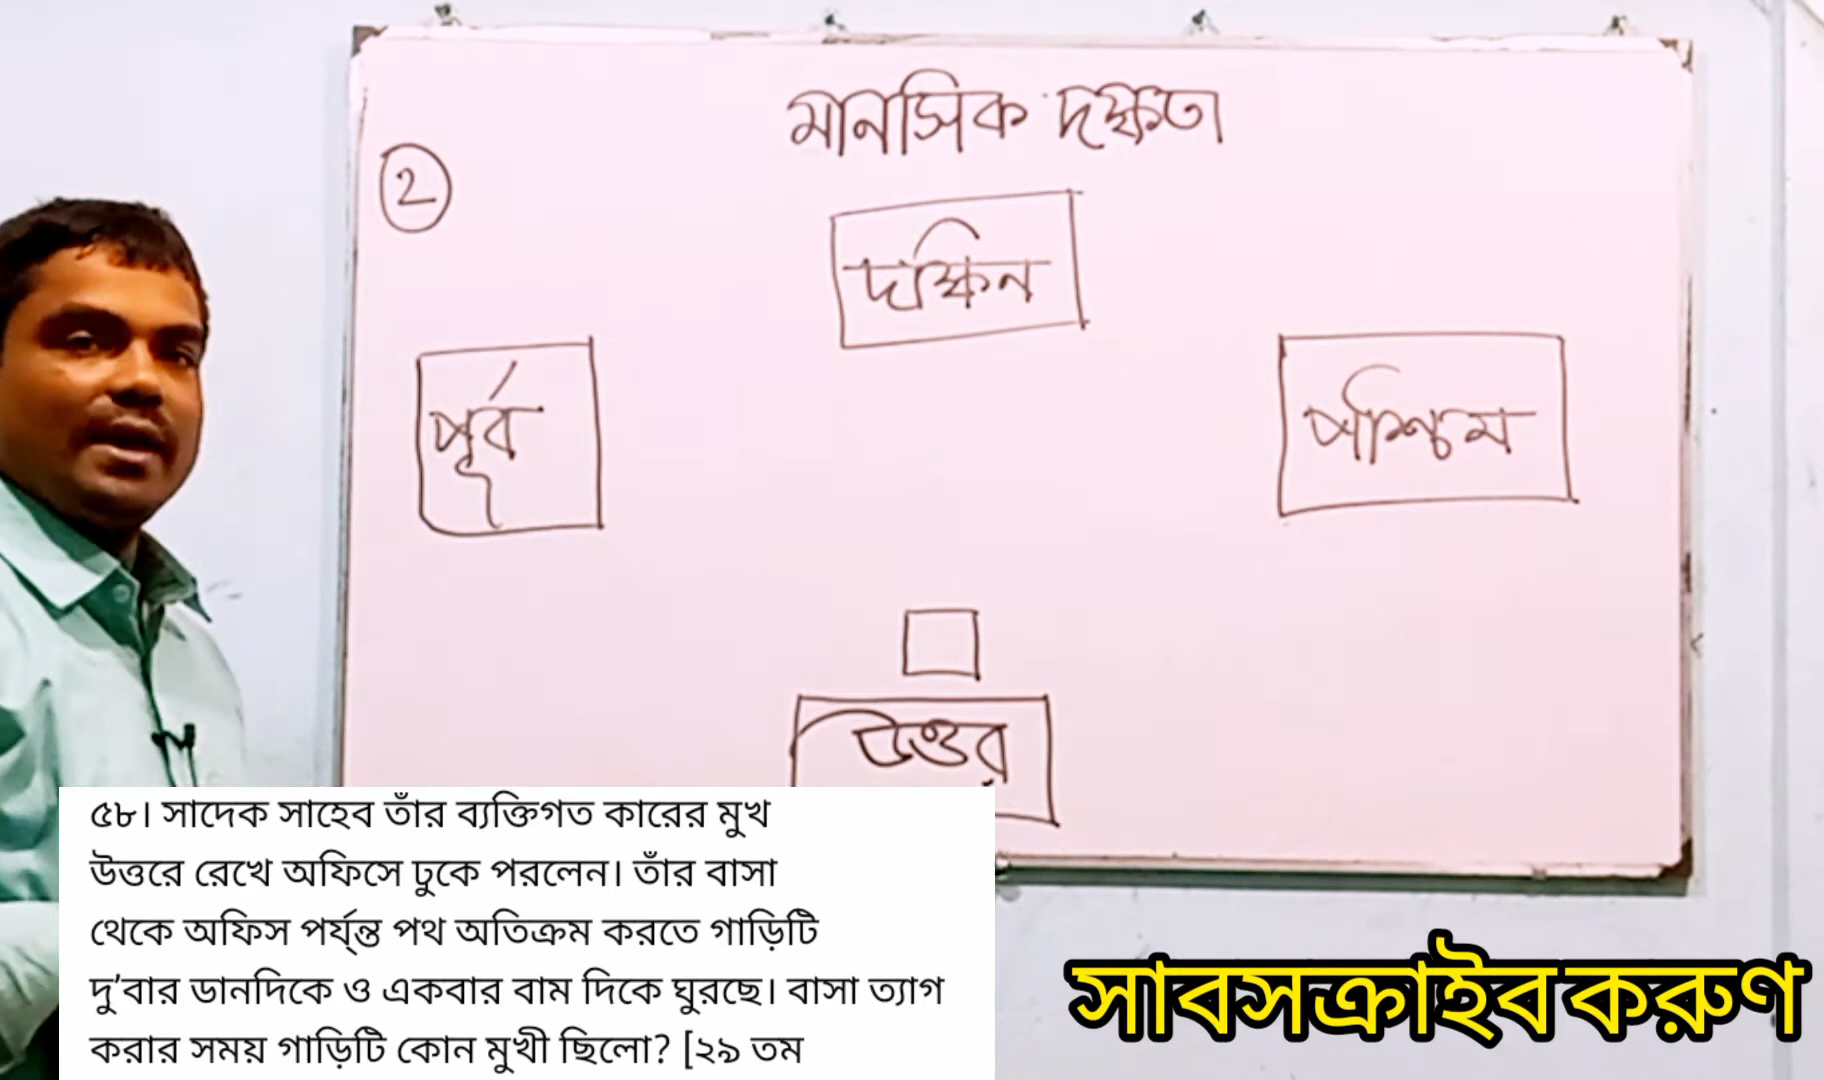 মানসিক দক্ষতা
2
দক্ষিন
পূর্ব
পশ্চিম
উত্তর
৫৮। সাদেক সাহেব তাঁর ব্যক্তিগত কারের মুখ
উত্তরে রেখে অফিসে ঢুকে পরলেন। তাঁর বাসা
থেকে অফিস পর্য্ন্ত পথ অতিক্রম করতে গাড়িটি
দু'বার ডানদিকে ও একবার বাম দিকে ঘুরছে। বাসা ত্যাগ
করার সময় গাড়িটি কোন মুখী ছিলো? [২৯ তম
সাবসক্রাইব করুণ